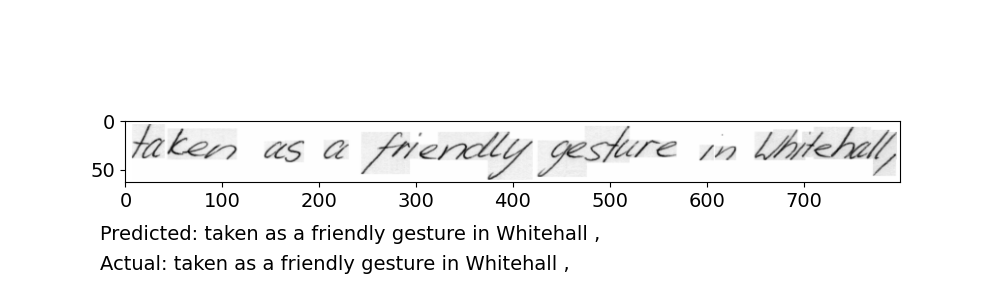 0
50
taken as a friendly gesture in Whitehall,
0 100 200 300 400 500 600 700
Predicted: taken as a friendly gesture in Whitehall ,
Actual: taken as a friendly gesture in Whitehall ,